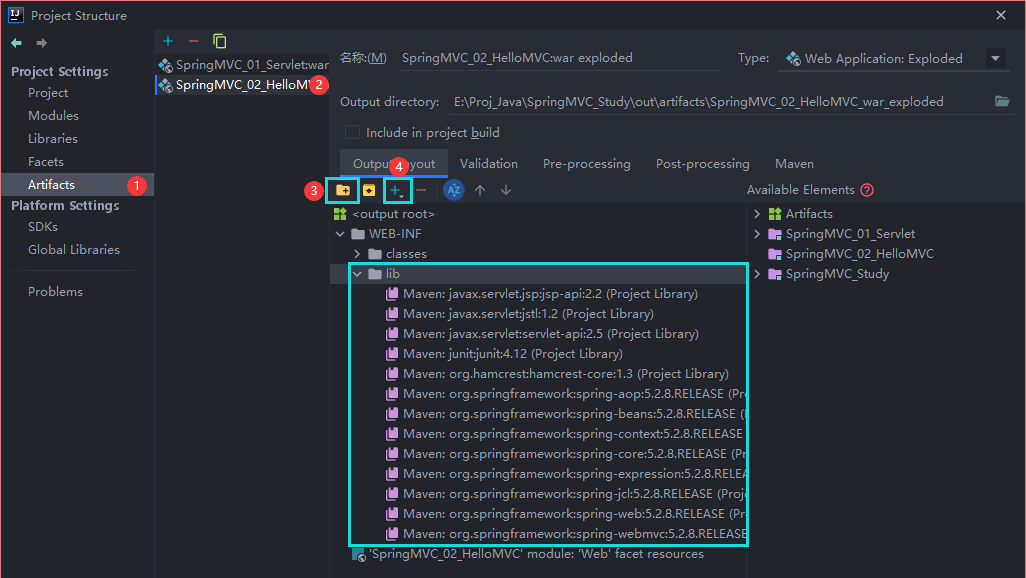 Project Structure
Project Settings
Project
Modules
Libraries
Facets
Artifacts
1
Platform Settings
SDKs
Global Libraries
Problems
SpringMVC_01_Servlet:war
SpringMVC_02_HelloMV
2
名称:(M) SpringMVC_02_HelloMVC:war exploded
Type: Web Application: Exploded
Output directory: E:\Proj_Java\SpringMVC_Study\out\artifacts\SpringMVC_02_HelloMVC_war_exploded
Include in project build
Output Layout Validation Pre-processing Post-processing Maven
4
3
Available Elements
<output root>
WEB-INF
classes
lib
Maven: javax.servlet.jsp:jsp-api:2.2 (Project Library)
Maven: javax.servlet:jstl:1.2 (Project Library)
Maven: javax.servlet:servlet-api:2.5 (Project Library)
Maven: junit:junit:4.12 (Project Library)
Maven: org.hamcrest:hamcrest-core:1.3 (Project Library)
Maven: org.springframework:spring-aop:5.2.8.RELEASE (Pr
Maven: org.springframework:spring-beans:5.2.8.RELEASE (
Maven: org.springframework:spring-context:5.2.8.RELEASE
Maven: org.springframework:spring-core:5.2.8.RELEASE (Pr
Maven: org.springframework:spring-expression:5.2.8.RELEA
Maven: org.springframework:spring-jcl:5.2.8.RELEASE (Proj
Maven: org.springframework:spring-web:5.2.8.RELEASE (Pr
Maven: org.springframework:spring-webmvc:5.2.8.RELEASE
'SpringMVC_02_HelloMVC' module: 'Web' facet resources
Artifacts
SpringMVC_01_Servlet
SpringMVC_02_HelloMVC
SpringMVC_Study